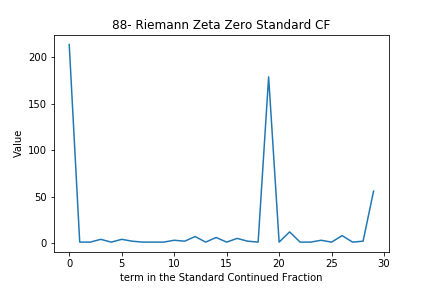 88- Riemann Zeta Zero Standard CF
Value
200
150
100
50
0
0 5 10 15 20 25 30
term in the Standard Continued Fraction